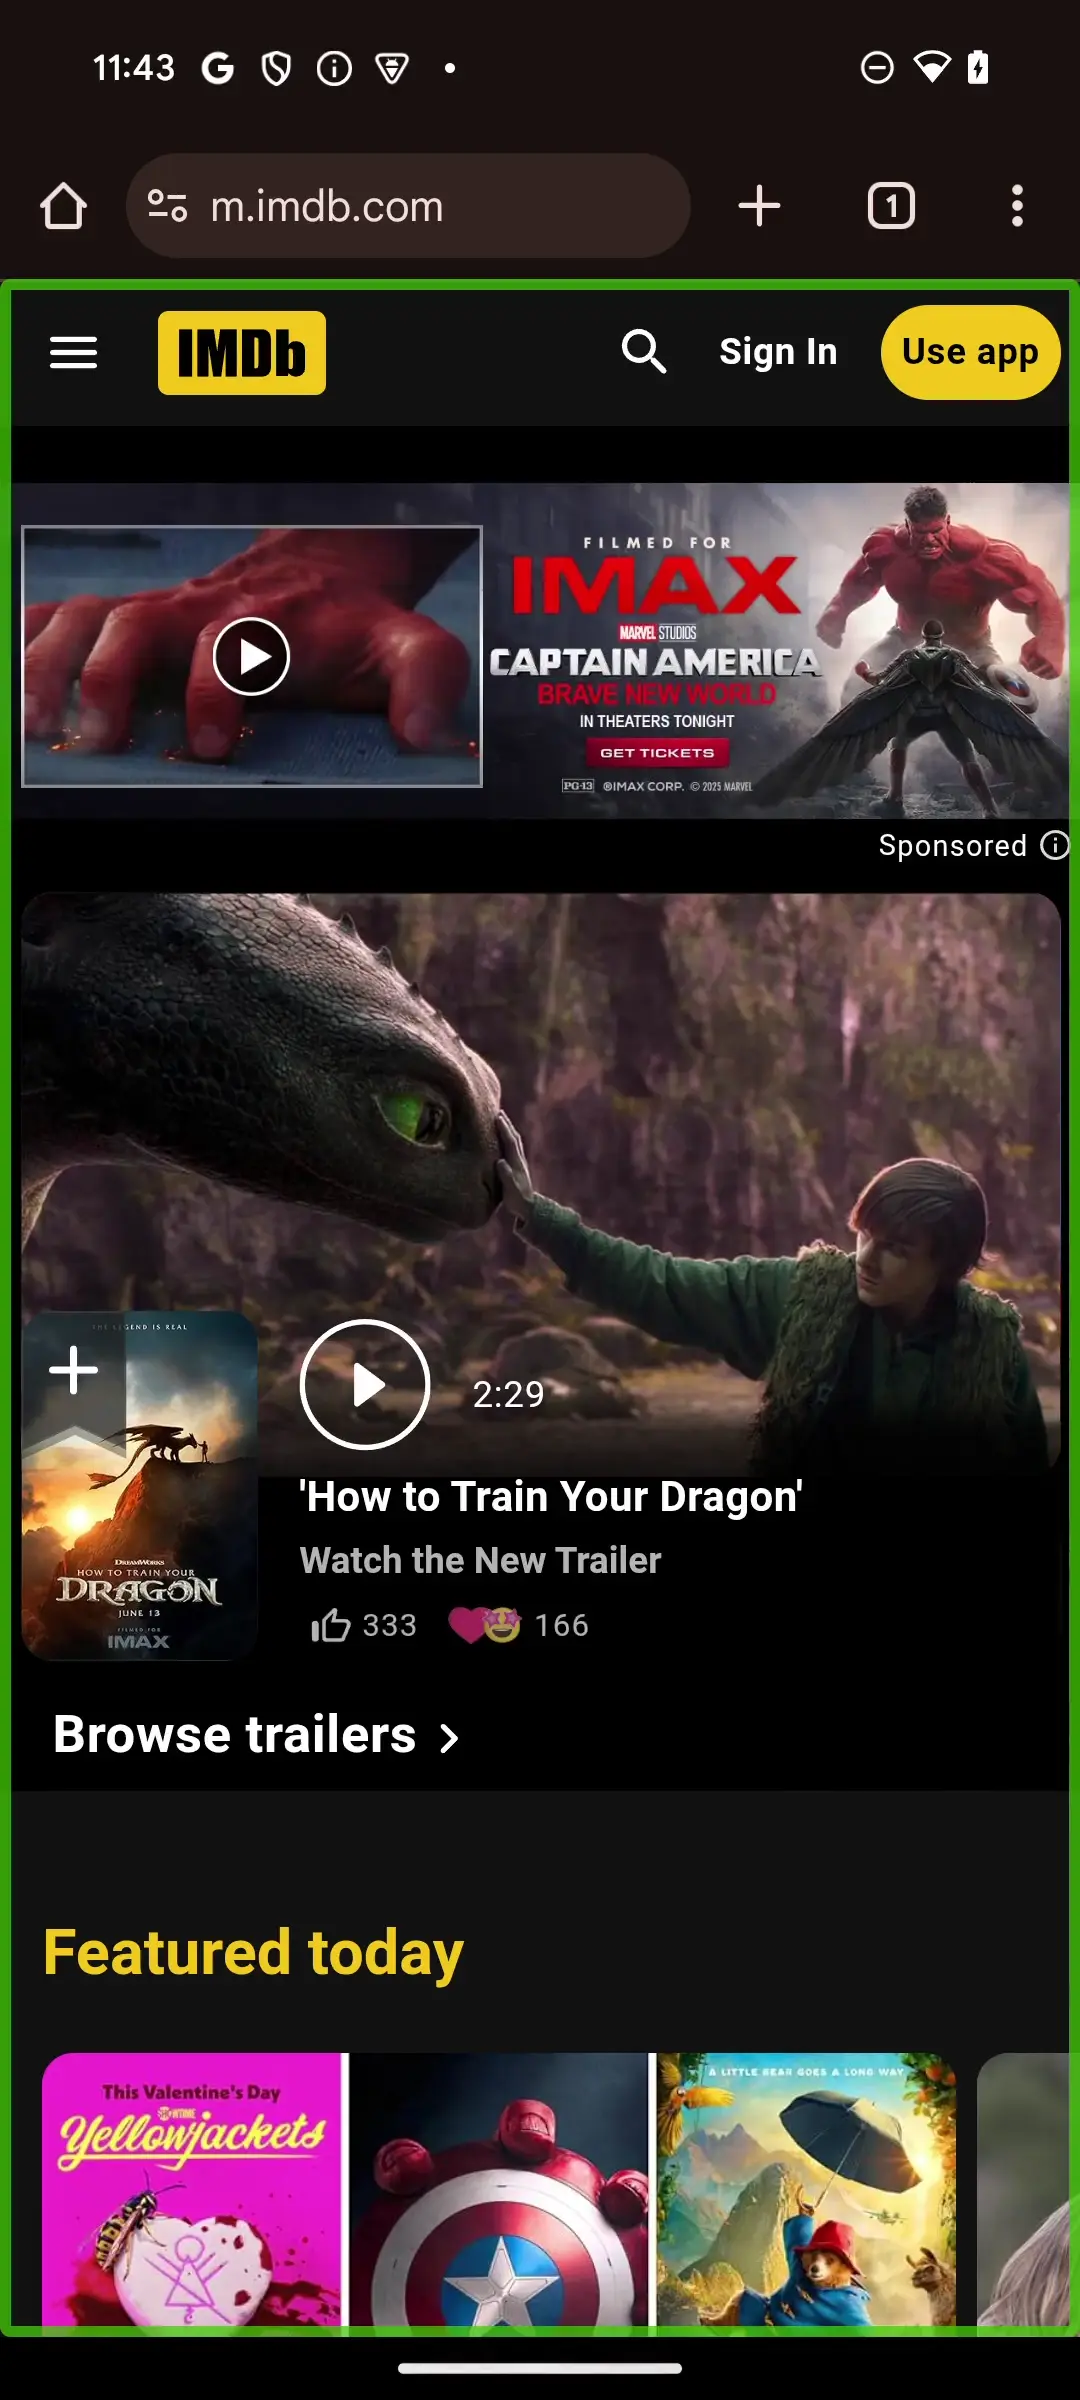 11:43
m.imdb.com
1
IMDb
Sign In
Use app
FILMED FOR
IMAX
MARVEL STUDIOS
CAPTAIN AMERICA
BRAVE NEW WORLD
IN THEATERS TONIGHT
GET TICKETS
PG-13 ®IMAX CORP. © 2025 MARVEL
Sponsored
THE LEGEND IS REAL
2:29
'How to Train Your Dragon'
Watch the New Trailer
333
166
DREAMWORKS
HOW TO TRAIN YOUR
DRAGON
JUNE 13
FILMED FOR
IMAX
Browse trailers
Featured today
This Valentine's Day
SHOWTIME
Yellowjackets
A LITTLE BEAR GOES A LONG WAY